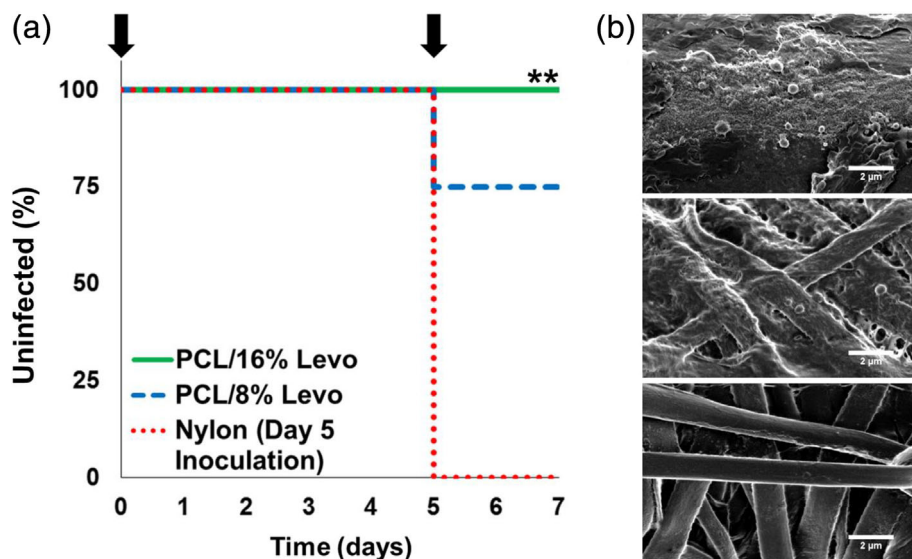 (a)
(b)
**
100
75
50
25
0
Uninfected (%)
PCL/16% Levo
PCL/8% Levo
Nylon (Day 5
Inoculation)
0 1 2 3 4 5 6 7
Time (days)
2 µm
2 µm
2 µm